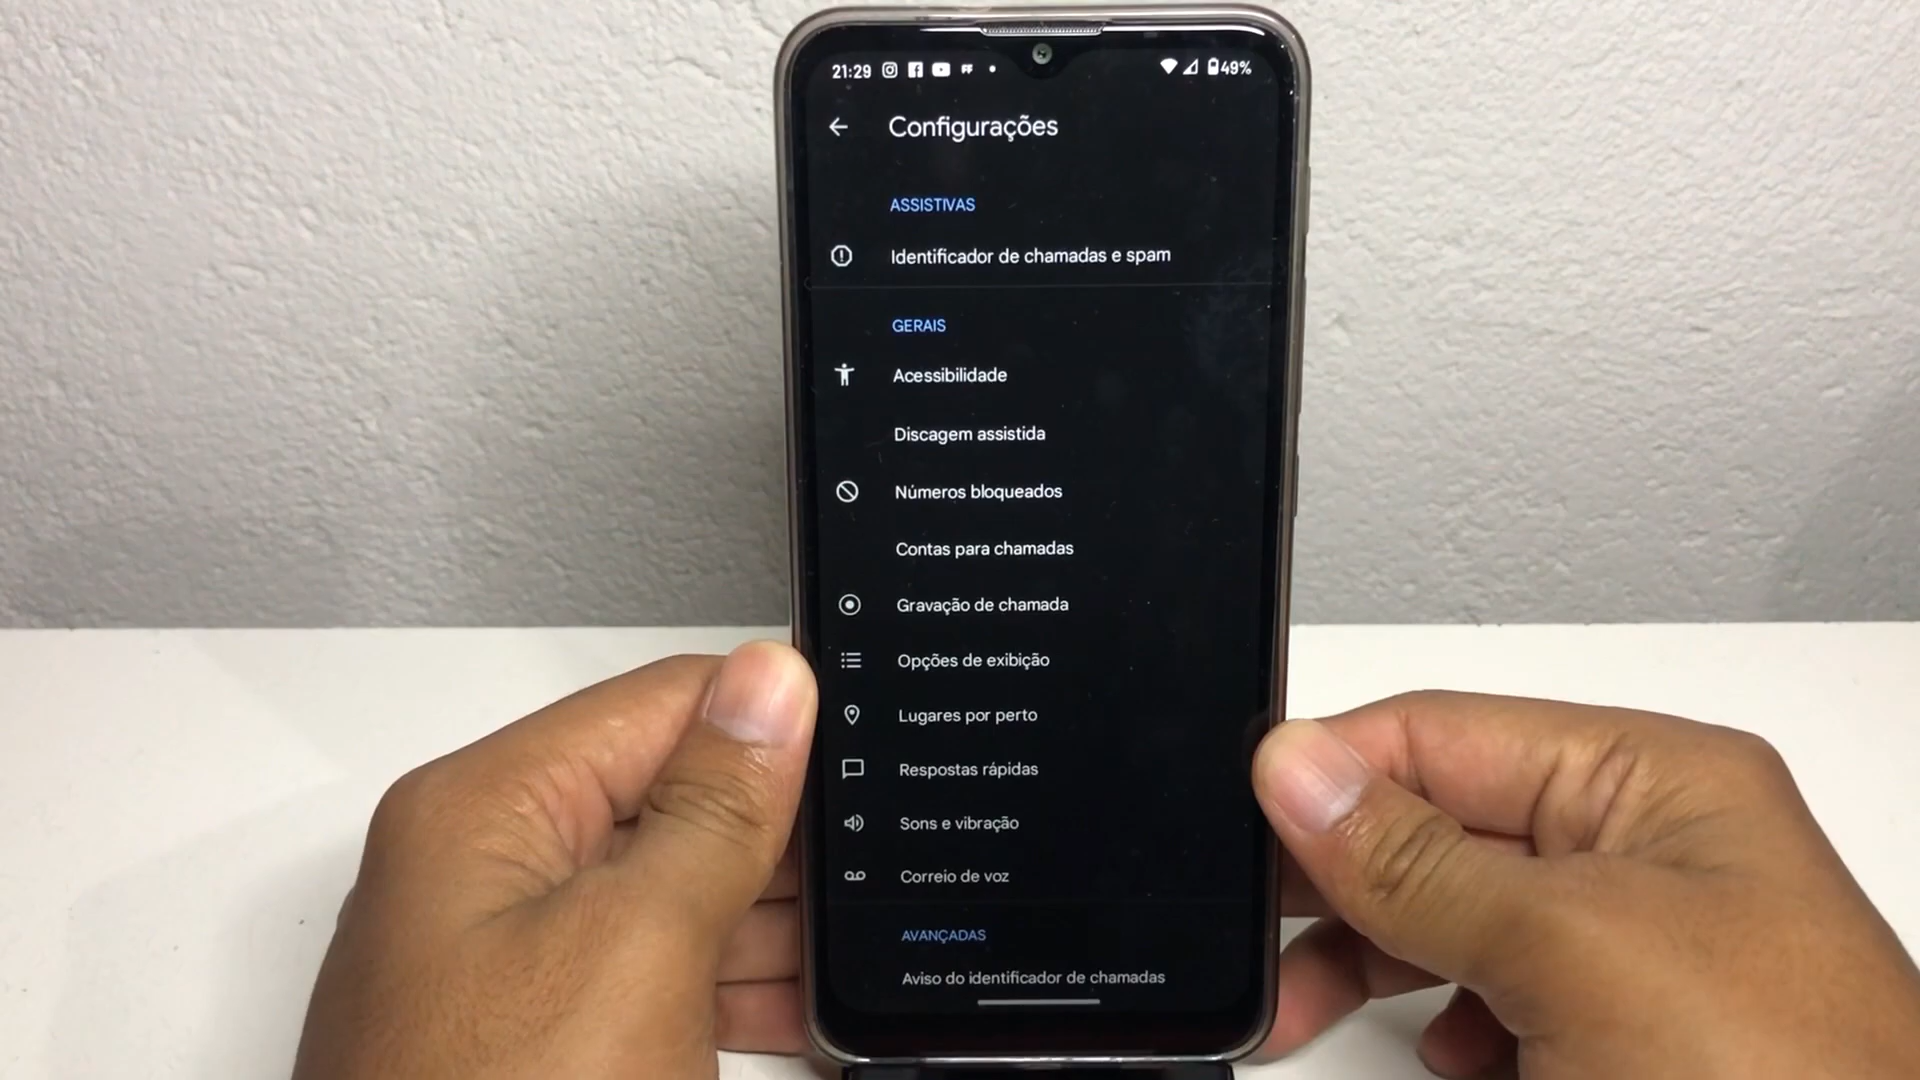 21:29 49%
Configurações
ASSISTIVAS
Identificador de chamadas e spam
GERAIS
Acessibilidade
Discagem assistida
Números bloqueados
Contas para chamadas
Gravação de chamada
Opções de exibição
Lugares por perto
Respostas rápidas
Sons e vibração
Correio de voz
AVANÇADAS
Aviso do identificador de chamadas